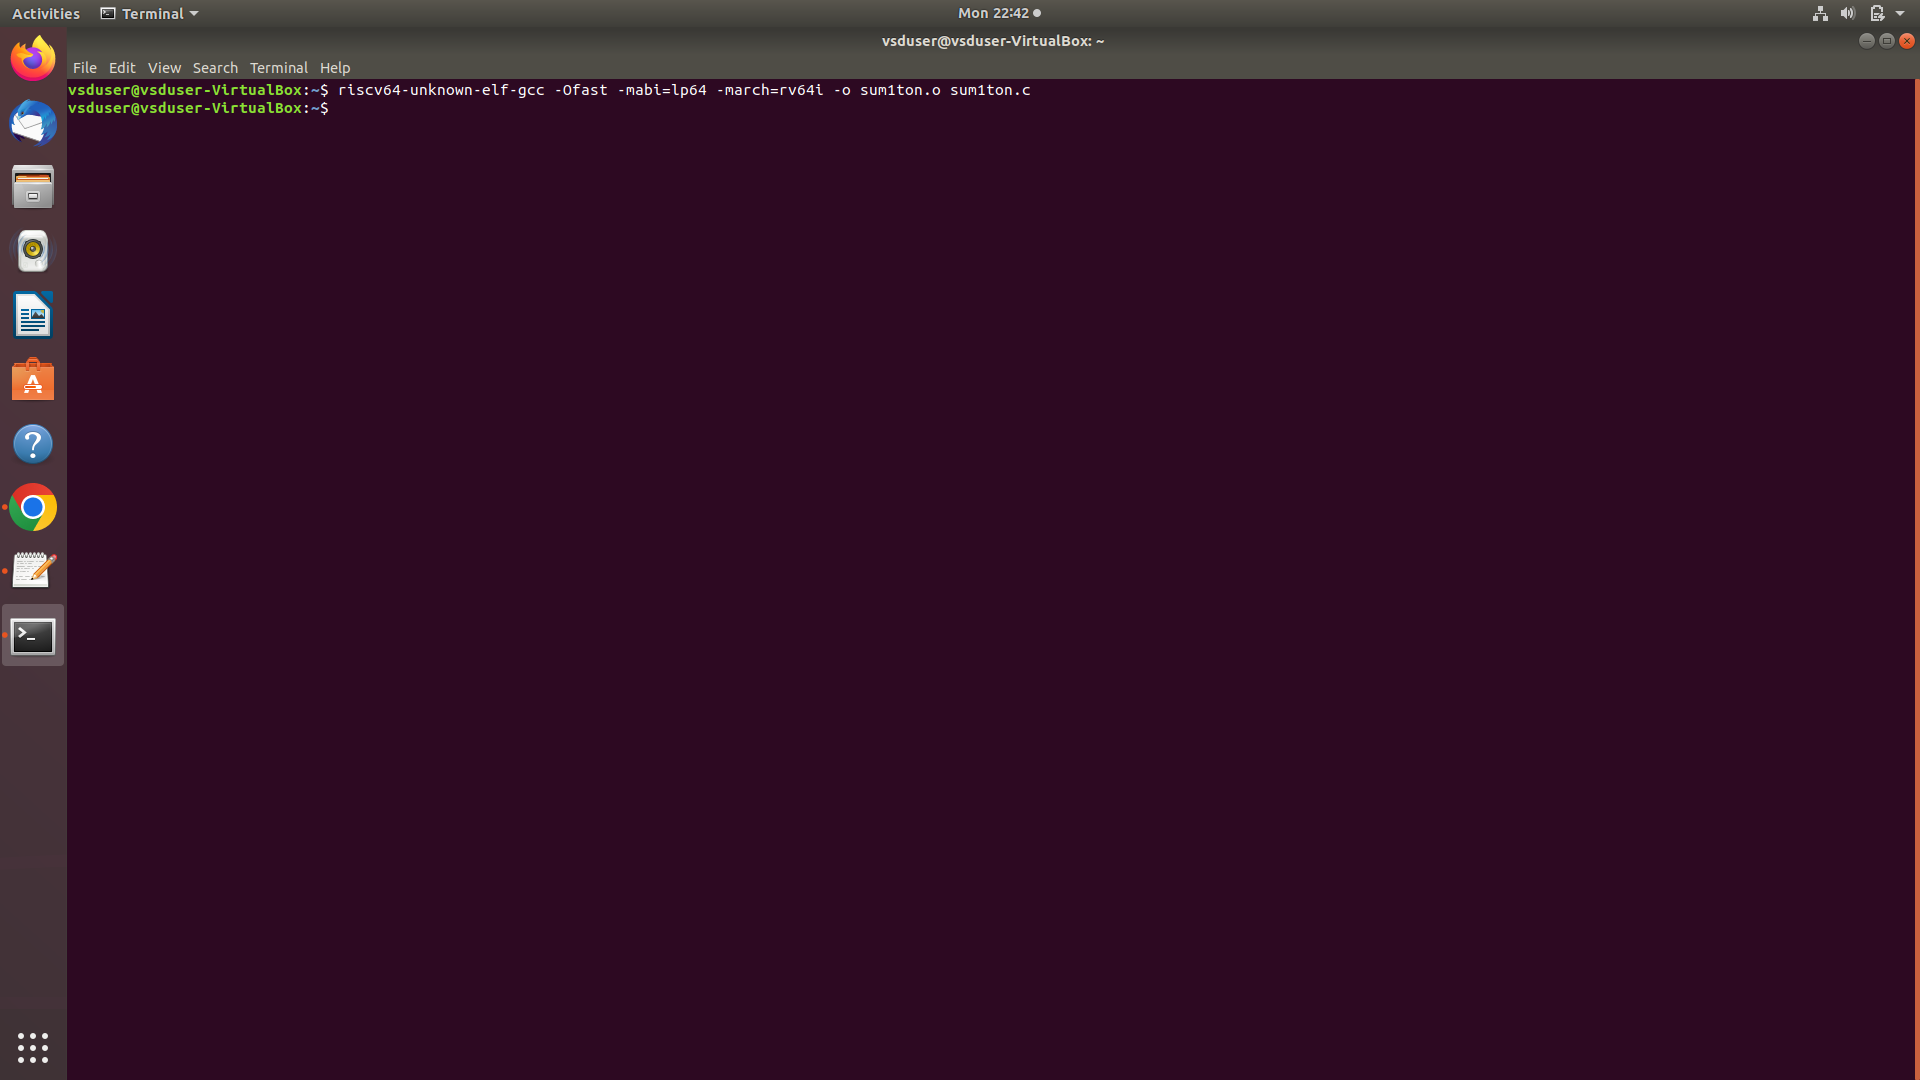 Activities Terminal Mon 22:42
vsduser@vsduser-VirtualBox: ~
File Edit View Search Terminal Help
vsduser@vsduser-VirtualBox:~$ riscv64-unknown-elf-gcc -Ofast -mabi=lp64 -march=rv64i -o sum1ton.o sum1ton.c
vsduser@vsduser-VirtualBox:~$